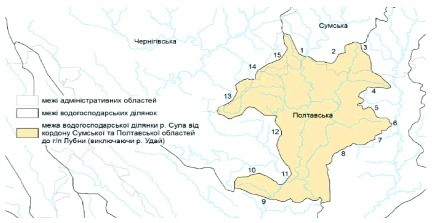 Сумська
Чернігівська
15
1
2
3
14
4
13
5
Полтавська
6
12
7
8
10
11
9
межі адміністративних областей
межі водогосподарських ділянок
межа водогосподарської ділянки р. Сула від
кордону Сумської та Полтавської областей
до г/п Лубни (виключаючи р. Удай)